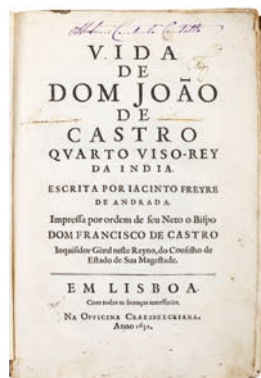 VIDA
DE
DOM JOÃO
DE
CASTRO
QVARTO VISO-REY
DA INDIA.
ESCRITA POR IACINTO FREYRE
DE ANDRADA.
Impressa por ordem de seu Neto o Bispo
DOM FRANCISCO DE CASTRO
Inquisidor Géral neste Reyno, do Conselho de
Estado de Sua Magestade.
EM LISBOA.
Com todas as licenças necessarias.
NA OFFICINA CRAESBEECKIANA.
Anno 1651.